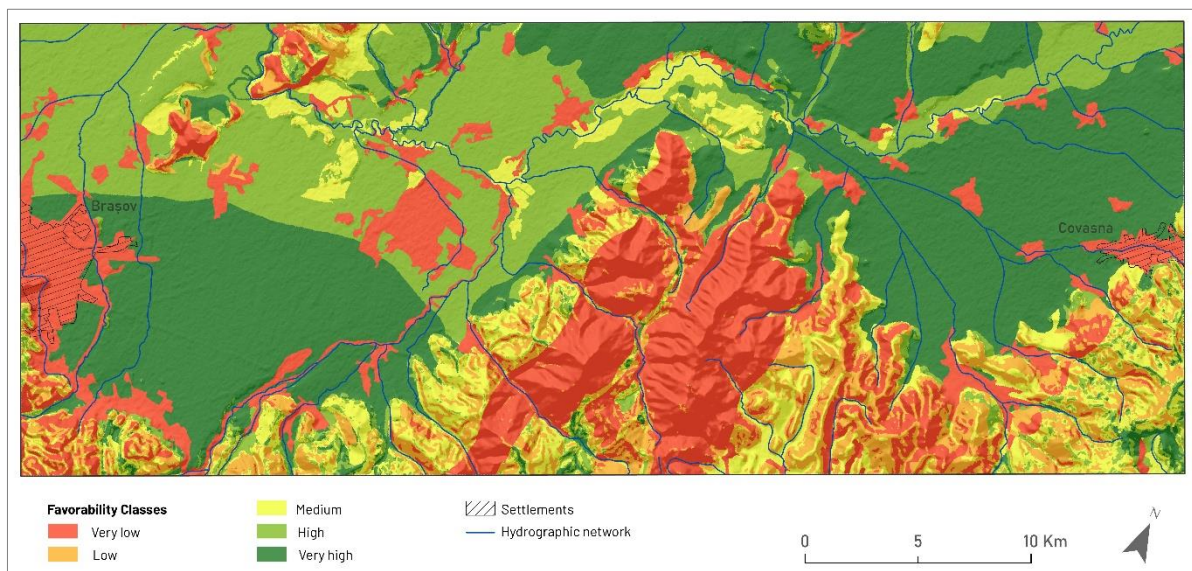 Brașov
Covasna
Favorability Classes
Very low
Low
Medium
High
Very high
Settlements
Hydrographic network
0 5 10 Km
N